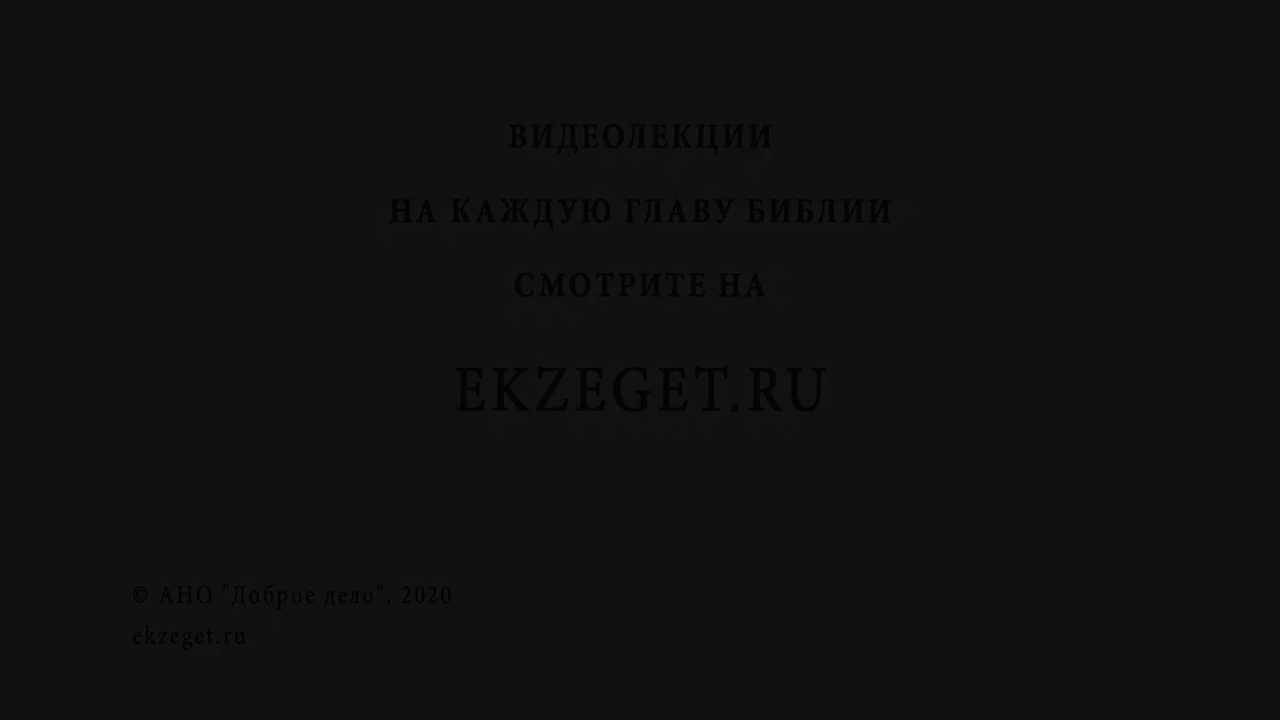 ВИДЕОЛЕКЦИИ
НА КАЖДУЮ ГЛАВУ БИБЛИИ
СМОТРИТЕ НА
EKZEGET.RU
© АНО "Доброе дело", 2020
ekzeget.ru